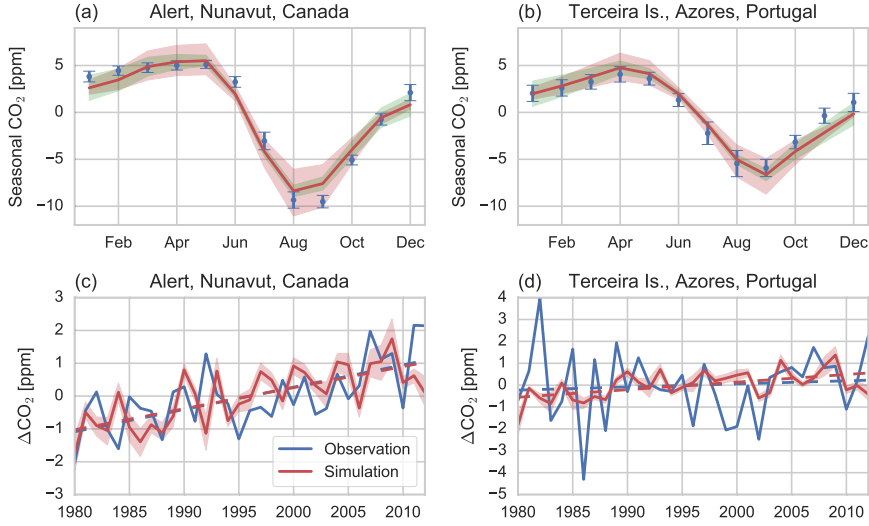 (a) Alert, Nunavut, Canada
Seasonal CO₂ [ppm]
5
0
−5
−10
Feb Apr Jun Aug Oct Dec
(b) Terceira Is., Azores, Portugal
Seasonal CO₂ [ppm]
5
0
−5
−10
Feb Apr Jun Aug Oct Dec
(c) Alert, Nunavut, Canada
ΔCO₂ [ppm]
3
2
1
0
−1
−2
−3
Observation
Simulation
1980 1985 1990 1995 2000 2005 2010
(d) Terceira Is., Azores, Portugal
ΔCO₂ [ppm]
4
3
2
1
0
−1
−2
−3
−4
−5
1980 1985 1990 1995 2000 2005 2010